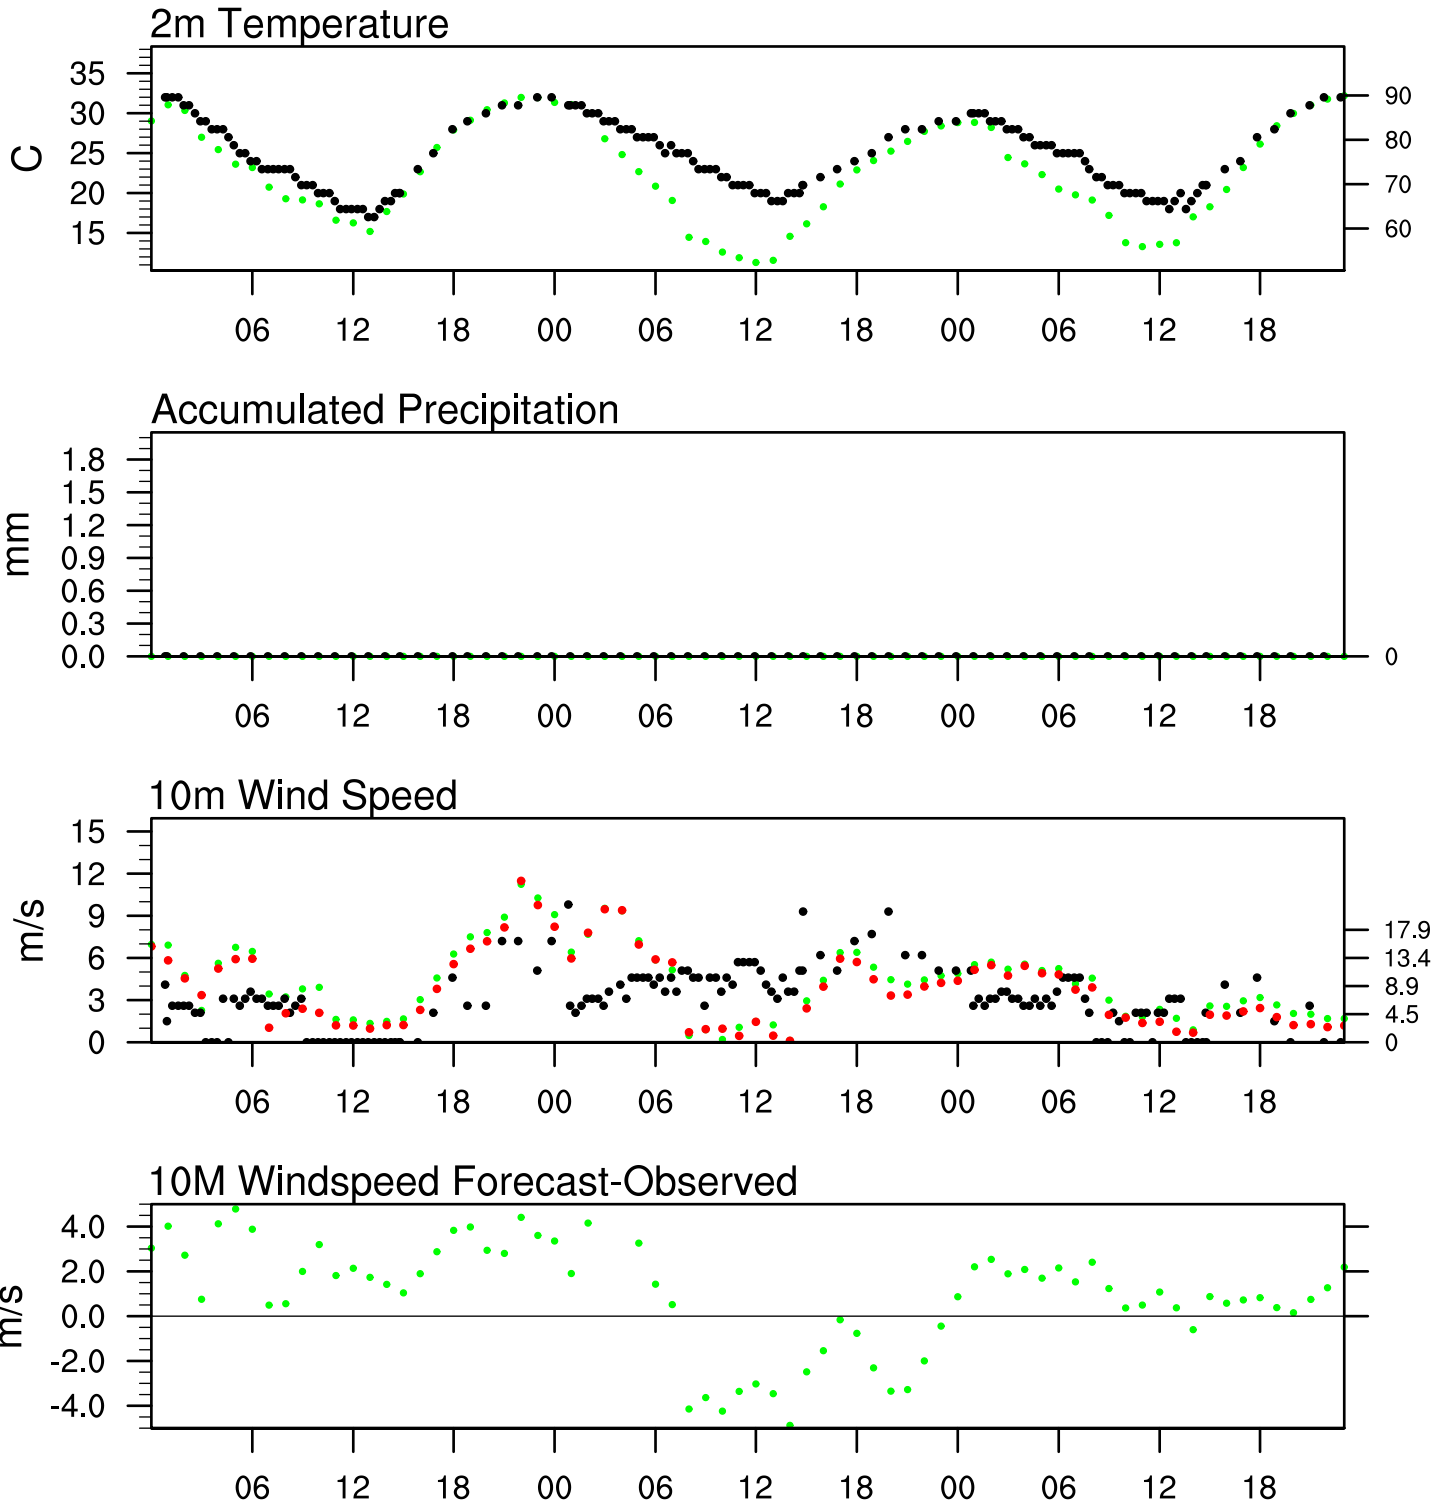 2m Temperature
35
30
25
20
15
C
90
80
70
60
06 12 18 00 06 12 18 00 06 12 18
Accumulated Precipitation
1.8
1.5
1.2
0.9
0.6
0.3
0.0
mm
0
06 12 18 00 06 12 18 00 06 12 18
10m Wind Speed
15
12
9
6
3
0
m/s
17.9
13.4
8.9
4.5
0
06 12 18 00 06 12 18 00 06 12 18
10M Windspeed Forecast-Observed
4.0
2.0
0.0
-2.0
-4.0
m/s
06 12 18 00 06 12 18 00 06 12 18